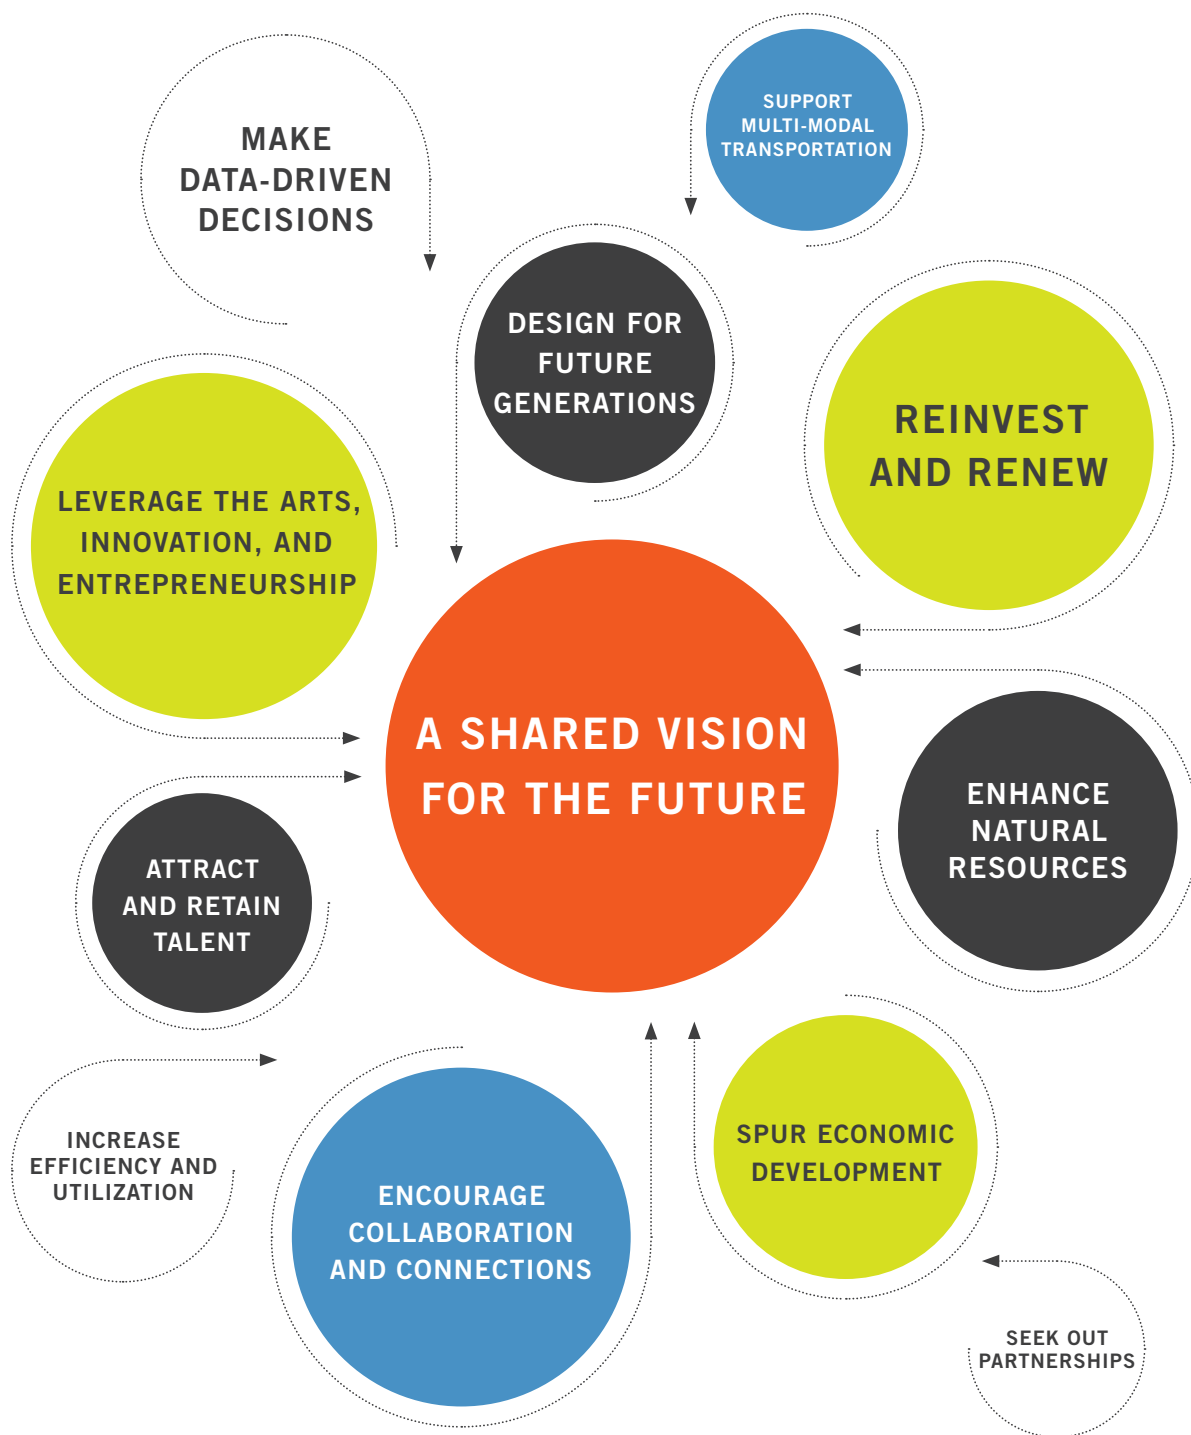 MAKE
DATA-DRIVEN
DECISIONS
SUPPORT
MULTI-MODAL
TRANSPORTATION
DESIGN FOR
FUTURE
GENERATIONS
REINVEST
AND RENEW
LEVERAGE THE ARTS,
INNOVATION, AND
ENTREPRENEURSHIP
A SHARED VISION
FOR THE FUTURE
ENHANCE
NATURAL
RESOURCES
ATTRACT
AND RETAIN
TALENT
INCREASE
EFFICIENCY AND
UTILIZATION
ENCOURAGE
COLLABORATION
AND CONNECTIONS
SPUR ECONOMIC
DEVELOPMENT
SEEK OUT
PARTNERSHIPS